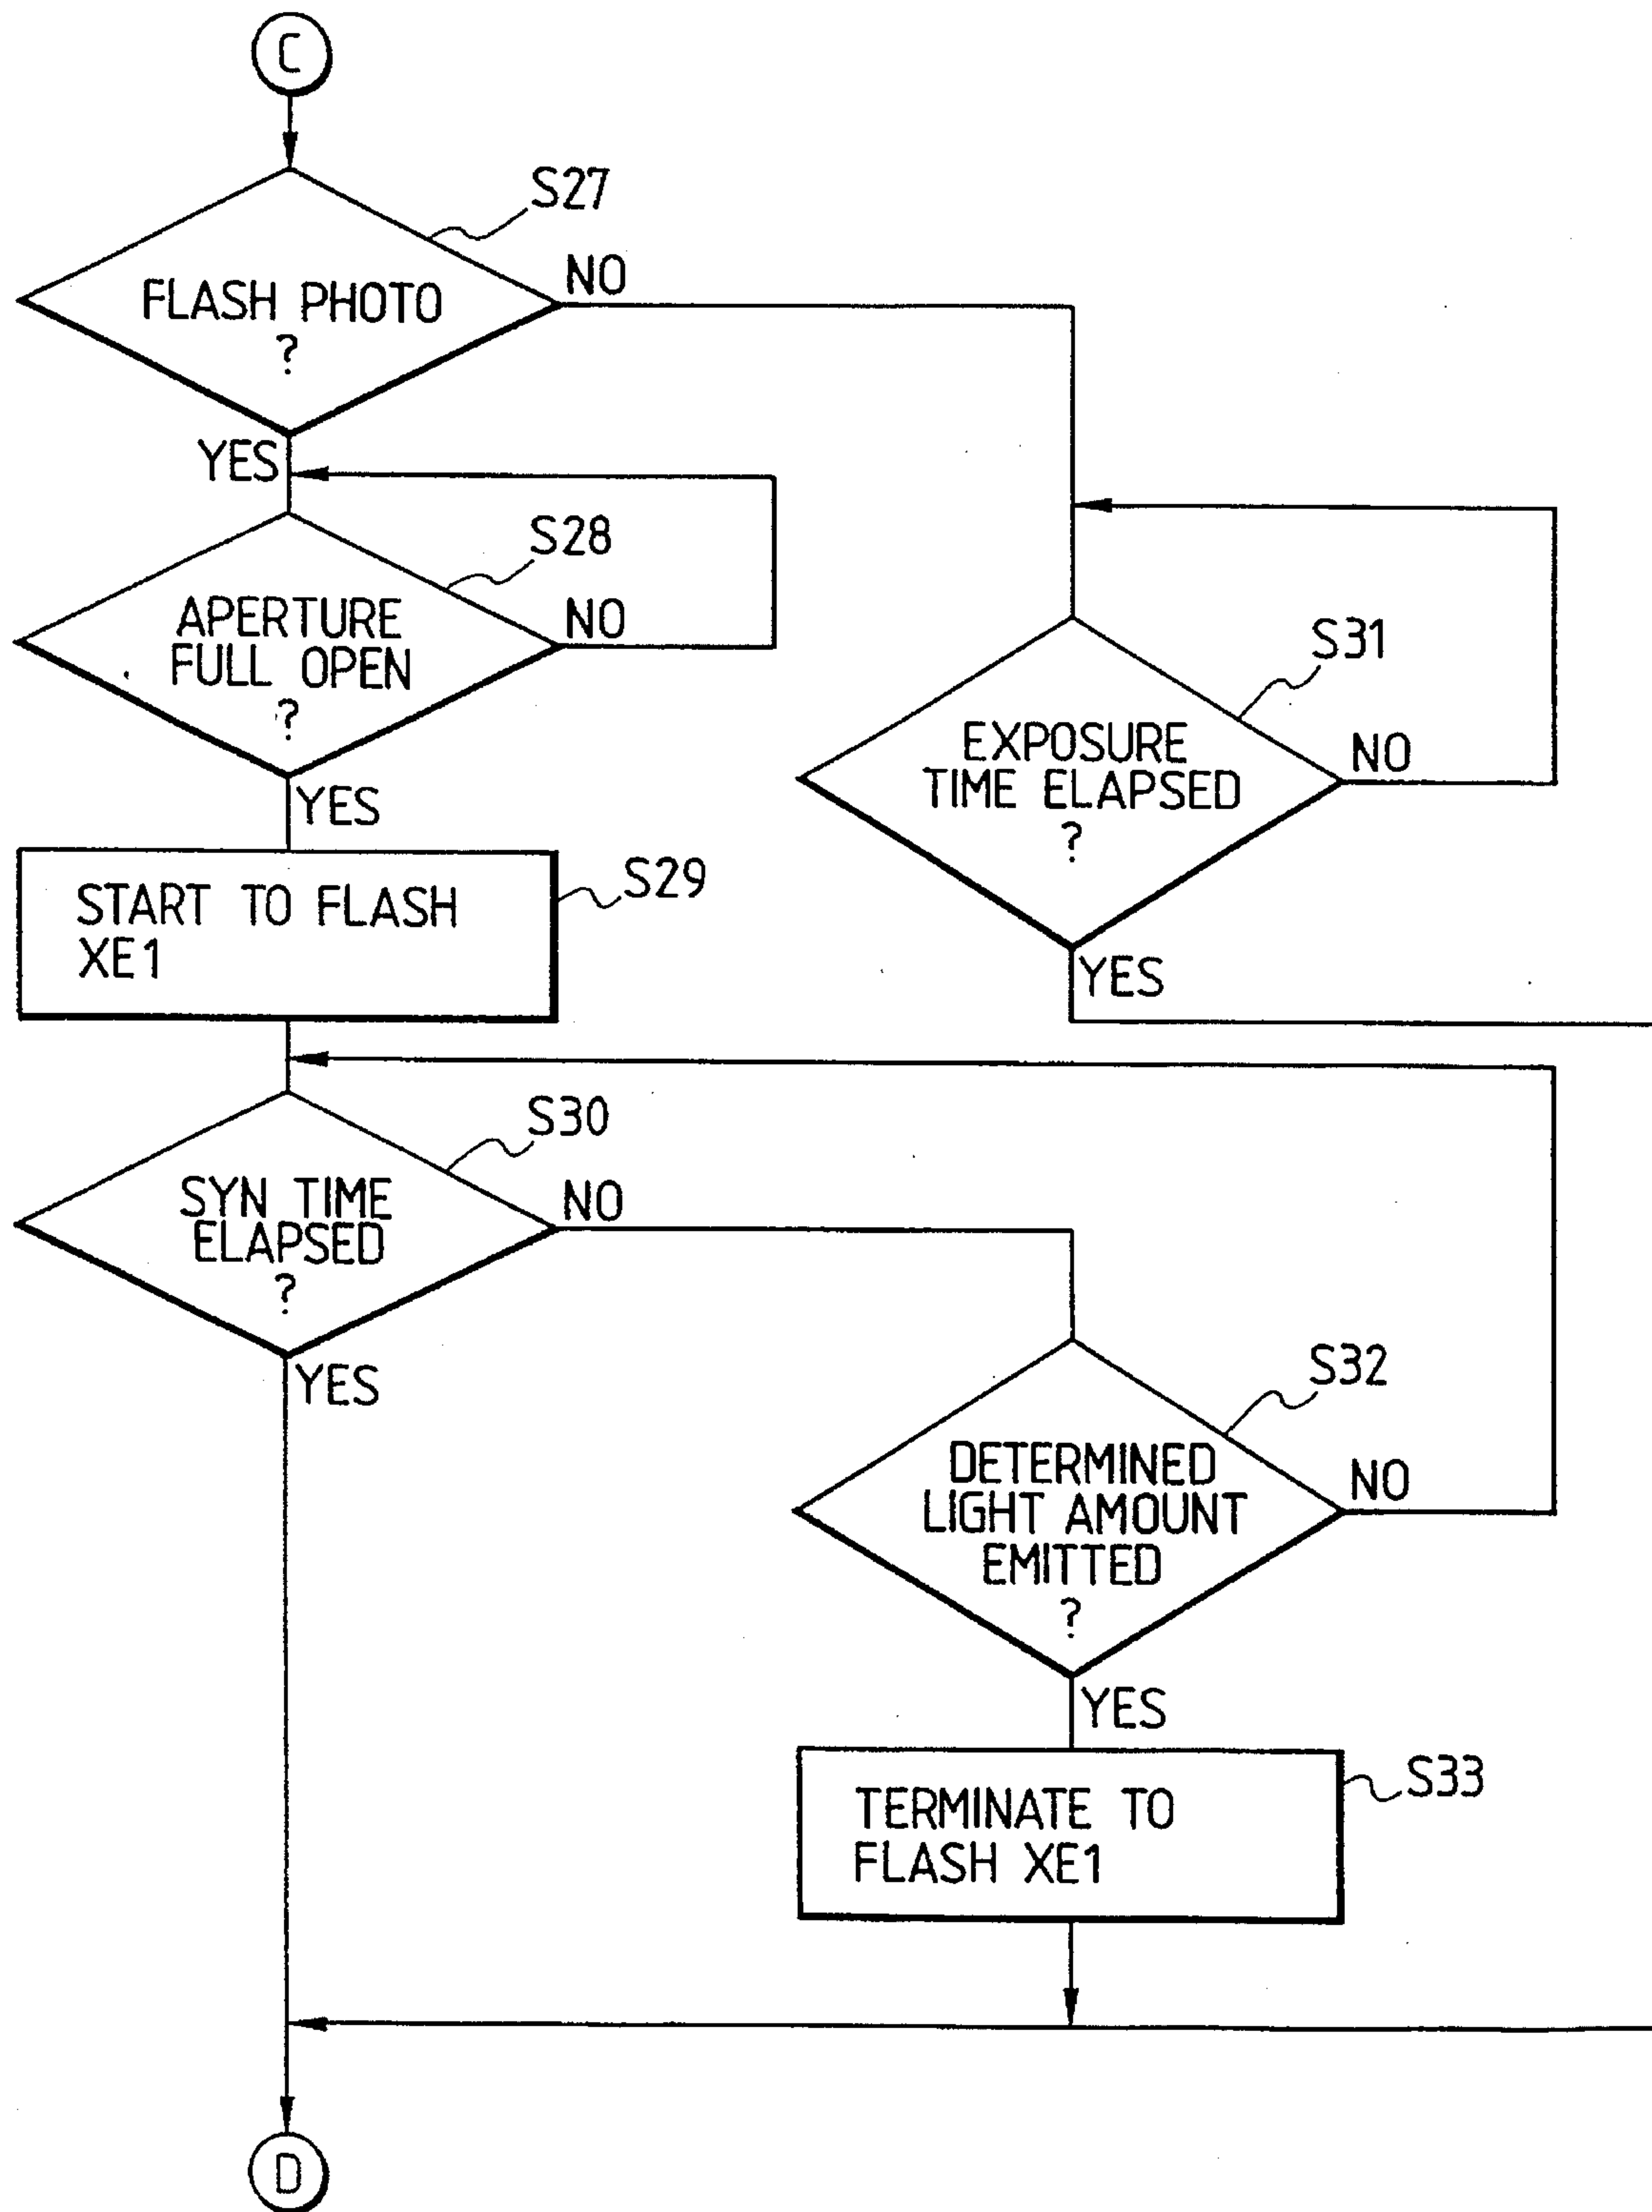 C
S27
FLASH PHOTO
?
NO
YES
S28
APERTURE
FULL OPEN
?
NO
YES
S31
EXPOSURE
TIME ELAPSED
?
NO
YES
S29
START TO FLASH
XE1
S30
SYN TIME
ELAPSED
?
NO
YES
S32
DETERMINED
LIGHT AMOUNT
EMITTED
?
NO
YES
S33
TERMINATE TO
FLASH XE1
D